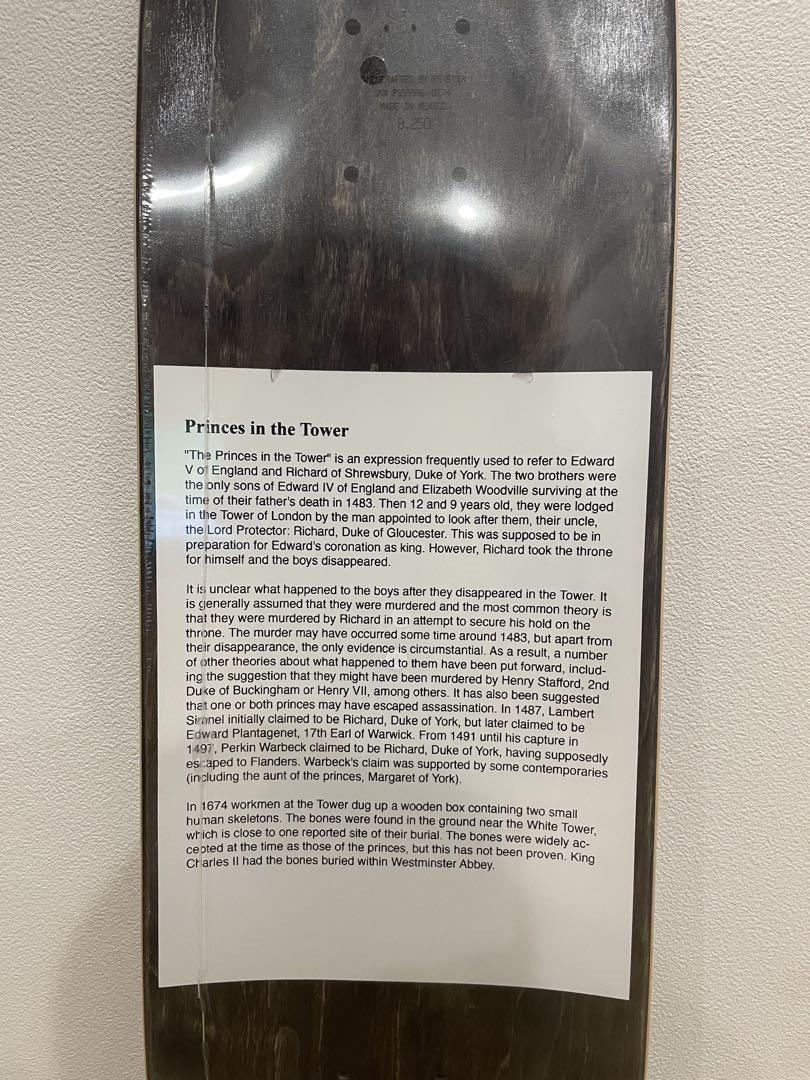 HANDCRAFTED BY PS STIX
MADE IN MEXICO
8.250"
Princes in the Tower
"The Princes in the Tower" is an expression frequently used to refer to Edward
V of England and Richard of Shrewsbury, Duke of York. The two brothers were
the only sons of Edward IV of England and Elizabeth Woodville surviving at the
time of their father's death in 1483. Then 12 and 9 years old, they were lodged
in the Tower of London by the man appointed to look after them, their uncle,
the Lord Protector: Richard, Duke of Gloucester. This was supposed to be in
preparation for Edward's coronation as king. However, Richard took the throne
for himself and the boys disappeared.
It is unclear what happened to the boys after they disappeared in the Tower. It
is generally assumed that they were murdered and the most common theory is
that they were murdered by Richard in an attempt to secure his hold on the
throne. The murder may have occurred some time around 1483, but apart from
their disappearance, the only evidence is circumstantial. As a result, a number
of other theories about what happened to them have been put forward, includ-
ing the suggestion that they might have been murdered by Henry Stafford, 2nd
Duke of Buckingham or Henry VII, among others. It has also been suggested
that one or both princes may have escaped assassination. In 1487, Lambert
Simnel initially claimed to be Richard, Duke of York, but later claimed to be
Edward Plantagenet, 17th Earl of Warwick. From 1491 until his capture in
1497, Perkin Warbeck claimed to be Richard, Duke of York, having supposedly
escaped to Flanders. Warbeck's claim was supported by some contemporaries
(including the aunt of the princes, Margaret of York).
In 1674 workmen at the Tower dug up a wooden box containing two small
human skeletons. The bones were found in the ground near the White Tower,
which is close to one reported site of their burial. The bones were widely ac-
cepted at the time as those of the princes, but this has not been proven. King
Charles II had the bones buried within Westminster Abbey.